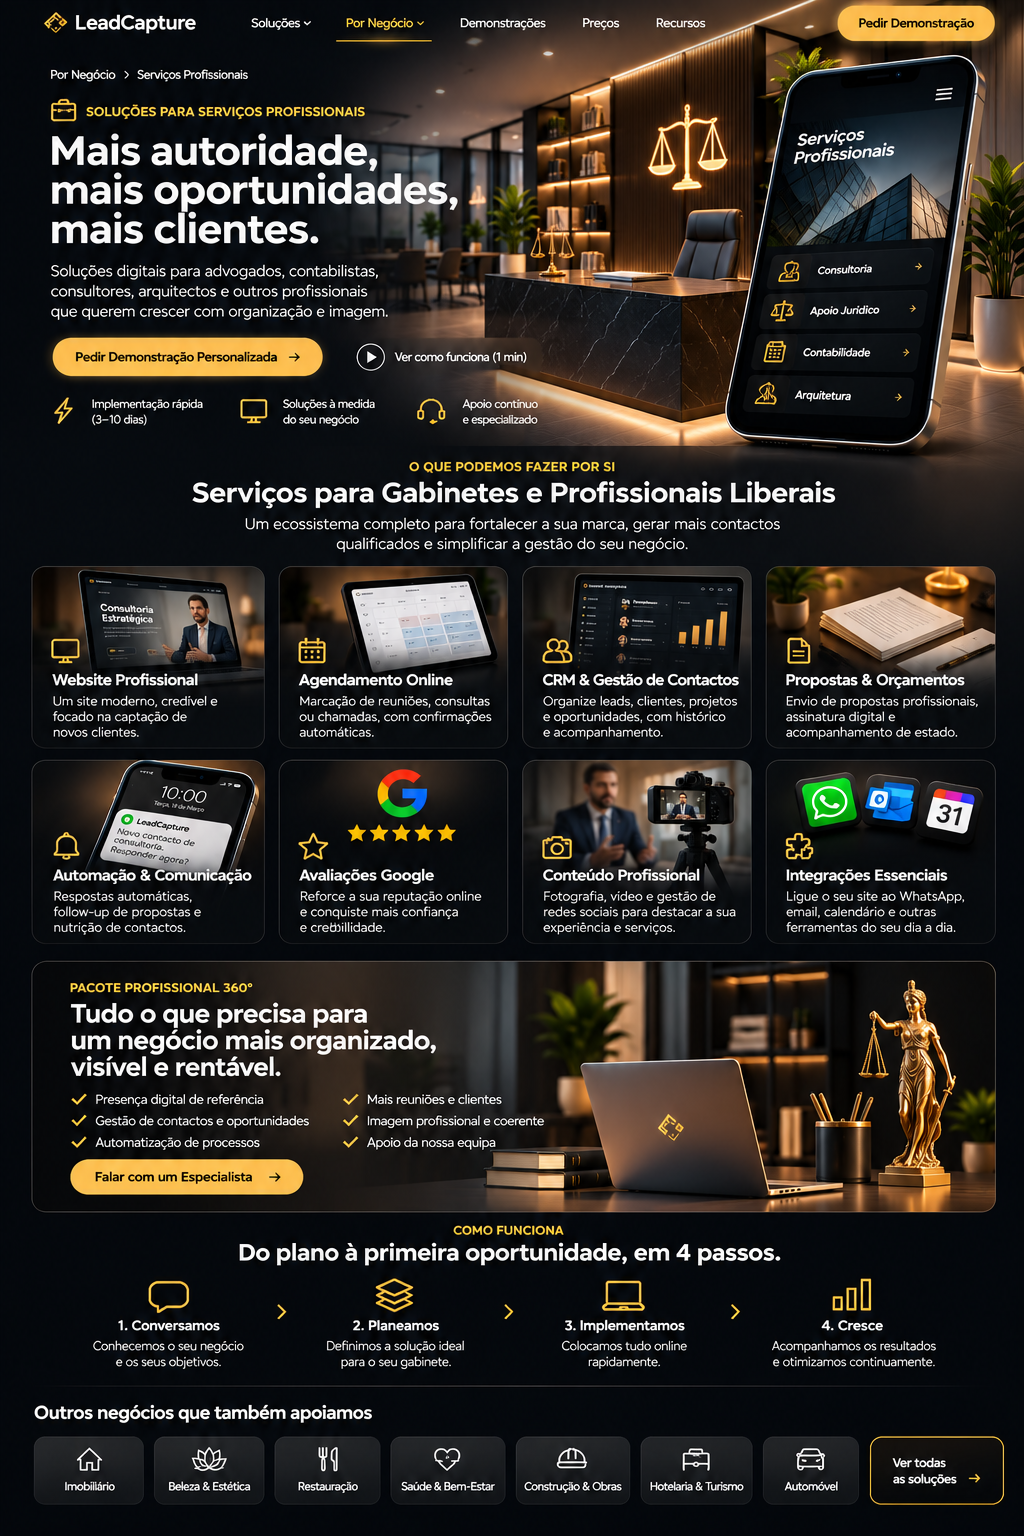 LeadCapture
Soluções
Por Negócio
Demonstrações
Preços
Recursos
Pedir Demonstração
Por Negócio > Serviços Profissionais
SOLUÇÕES PARA SERVIÇOS PROFISSIONAIS
Mais autoridade,
mais oportunidades,
mais clientes.
Soluções digitais para advogados, contabilistas,
consultores, arquitectos e outros profissionais
que querem crescer com organização e imagem.
Pedir Demonstração Personalizada →
Ver como funciona (1 min)
Implementação rápida
(3–10 dias)
Soluções à medida
do seu negócio
Apoio contínuo
e especializado
Serviços
Profissionais
Consultoria →
Apoio Jurídico →
Contabilidade →
Arquitetura →
O QUE PODEMOS FAZER POR SI
Serviços para Gabinetes e Profissionais Liberais
Um ecossistema completo para fortalecer a sua marca, gerar mais contactos
qualificados e simplificar a gestão do seu negócio.
Consultoria
Estratégica
Website Profissional
Um site moderno, credível e
focado na captação de
novos clientes.
Agendamento Online
Marcação de reuniões, consultas
ou chamadas, com confirmações
automáticas.
CRM & Gestão de Contactos
Organize leads, clientes, projetos
e oportunidades, com histórico
e acompanhamento.
Propostas & Orçamentos
Envio de propostas profissionais,
assinatura digital e
acompanhamento de estado.
10:00
Terça, 18 de Março
LeadCapture
Novo contacto de
consultoria.
Responder agora?
Automação & Comunicação
Respostas automáticas,
follow-up de propostas e
nutrição de contactos.
G
Avaliações Google
Reforce a sua reputação online
e conquiste mais confiança
e credibilidade.
Conteúdo Profissional
Fotografia, vídeo e gestão de
redes sociais para destacar a sua
experiência e serviços.
31
Integrações Essenciais
Ligue o seu site ao WhatsApp,
email, calendário e outras
ferramentas do seu dia a dia.
PACOTE PROFISSIONAL 360°
Tudo o que precisa para
um negócio mais organizado,
visível e rentável.
Presença digital de referência
Gestão de contactos e oportunidades
Automatização de processos
Mais reuniões e clientes
Imagem profissional e coerente
Apoio da nossa equipa
Falar com um Especialista →
COMO FUNCIONA
Do plano à primeira oportunidade, em 4 passos.
1. Conversamos
Conhecemos o seu negócio
e os seus objetivos.
2. Planeamos
Definimos a solução ideal
para o seu gabinete.
3. Implementamos
Colocamos tudo online
rapidamente.
4. Cresce
Acompanhamos os resultados
e otimizamos continuamente.
Outros negócios que também apoiamos
Imobiliário
Beleza & Estética
Restauração
Saúde & Bem-Estar
Construção & Obras
Hotelaria & Turismo
Automóvel
Ver todas
as soluções →